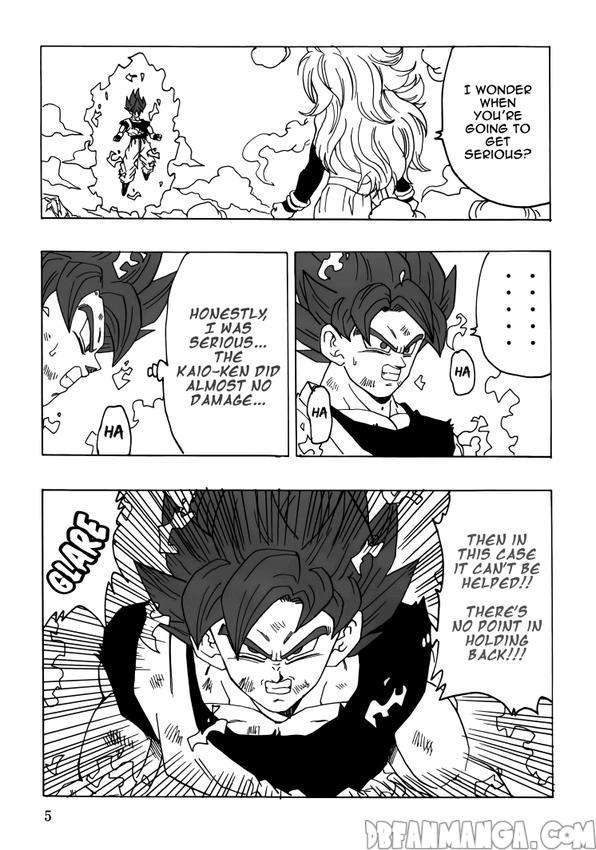 I WONDER
WHEN
YOU'RE
GOING TO
GET
SERIOUS?
. . . . .
. . . . .
HA
HA
HONESTLY,
I WAS
SERIOUS...
THE
KAIO-KEN DID
ALMOST NO
DAMAGE...
HA
GLARE
THEN IN
THIS CASE
IT CAN'T BE
HELPED!!
THERE'S
NO POINT IN
HOLDING
BACK!!!
5
DBFANMANGA.COM